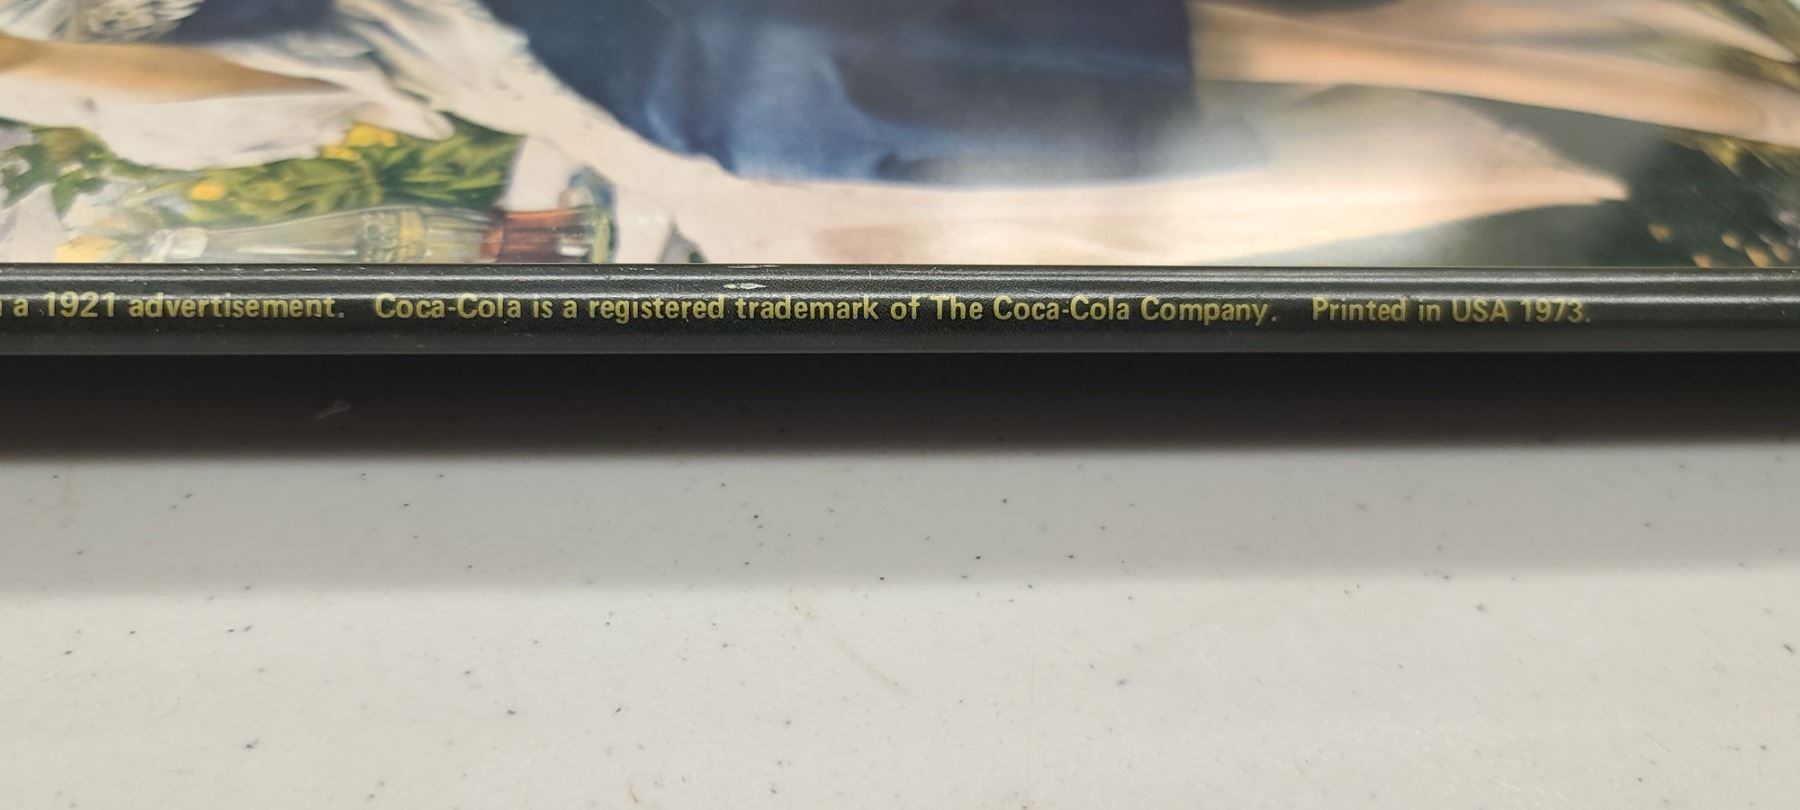 a 1921 advertisement. Coca-Cola is a registered trademark of The Coca-Cola Company. Printed in USA 1973.